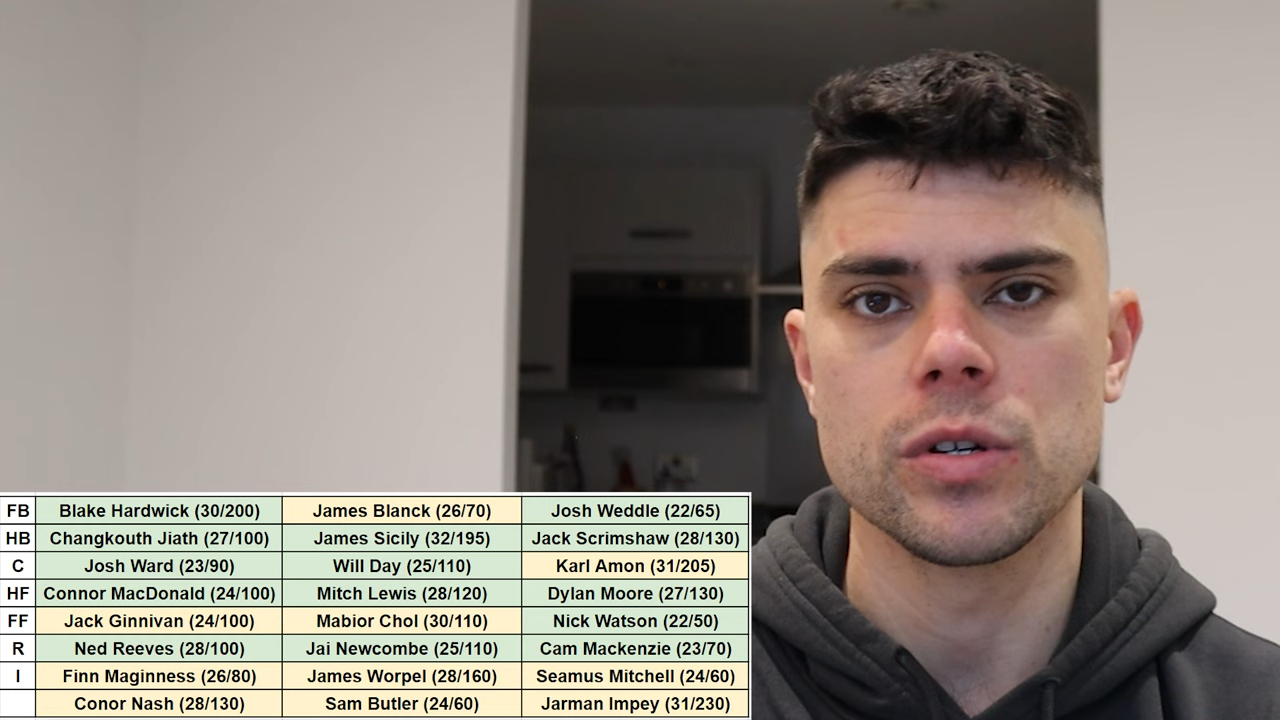 FB Blake Hardwick (30/200) James Blanck (26/70) Josh Weddle (22/65)
HB Changkouth Jiath (27/100) James Sicily (32/195) Jack Scrimshaw (28/130)
C Josh Ward (23/90) Will Day (25/110) Karl Amon (31/205)
HF Connor MacDonald (24/100) Mitch Lewis (28/120) Dylan Moore (27/130)
FF Jack Ginnivan (24/100) Mabior Chol (30/110) Nick Watson (22/50)
R Ned Reeves (28/100) Jai Newcombe (25/110) Cam Mackenzie (23/70)
I Finn Maginness (26/80) James Worpel (28/160) Seamus Mitchell (24/60)
Conor Nash (28/130) Sam Butler (24/60) Jarman Impey (31/230)